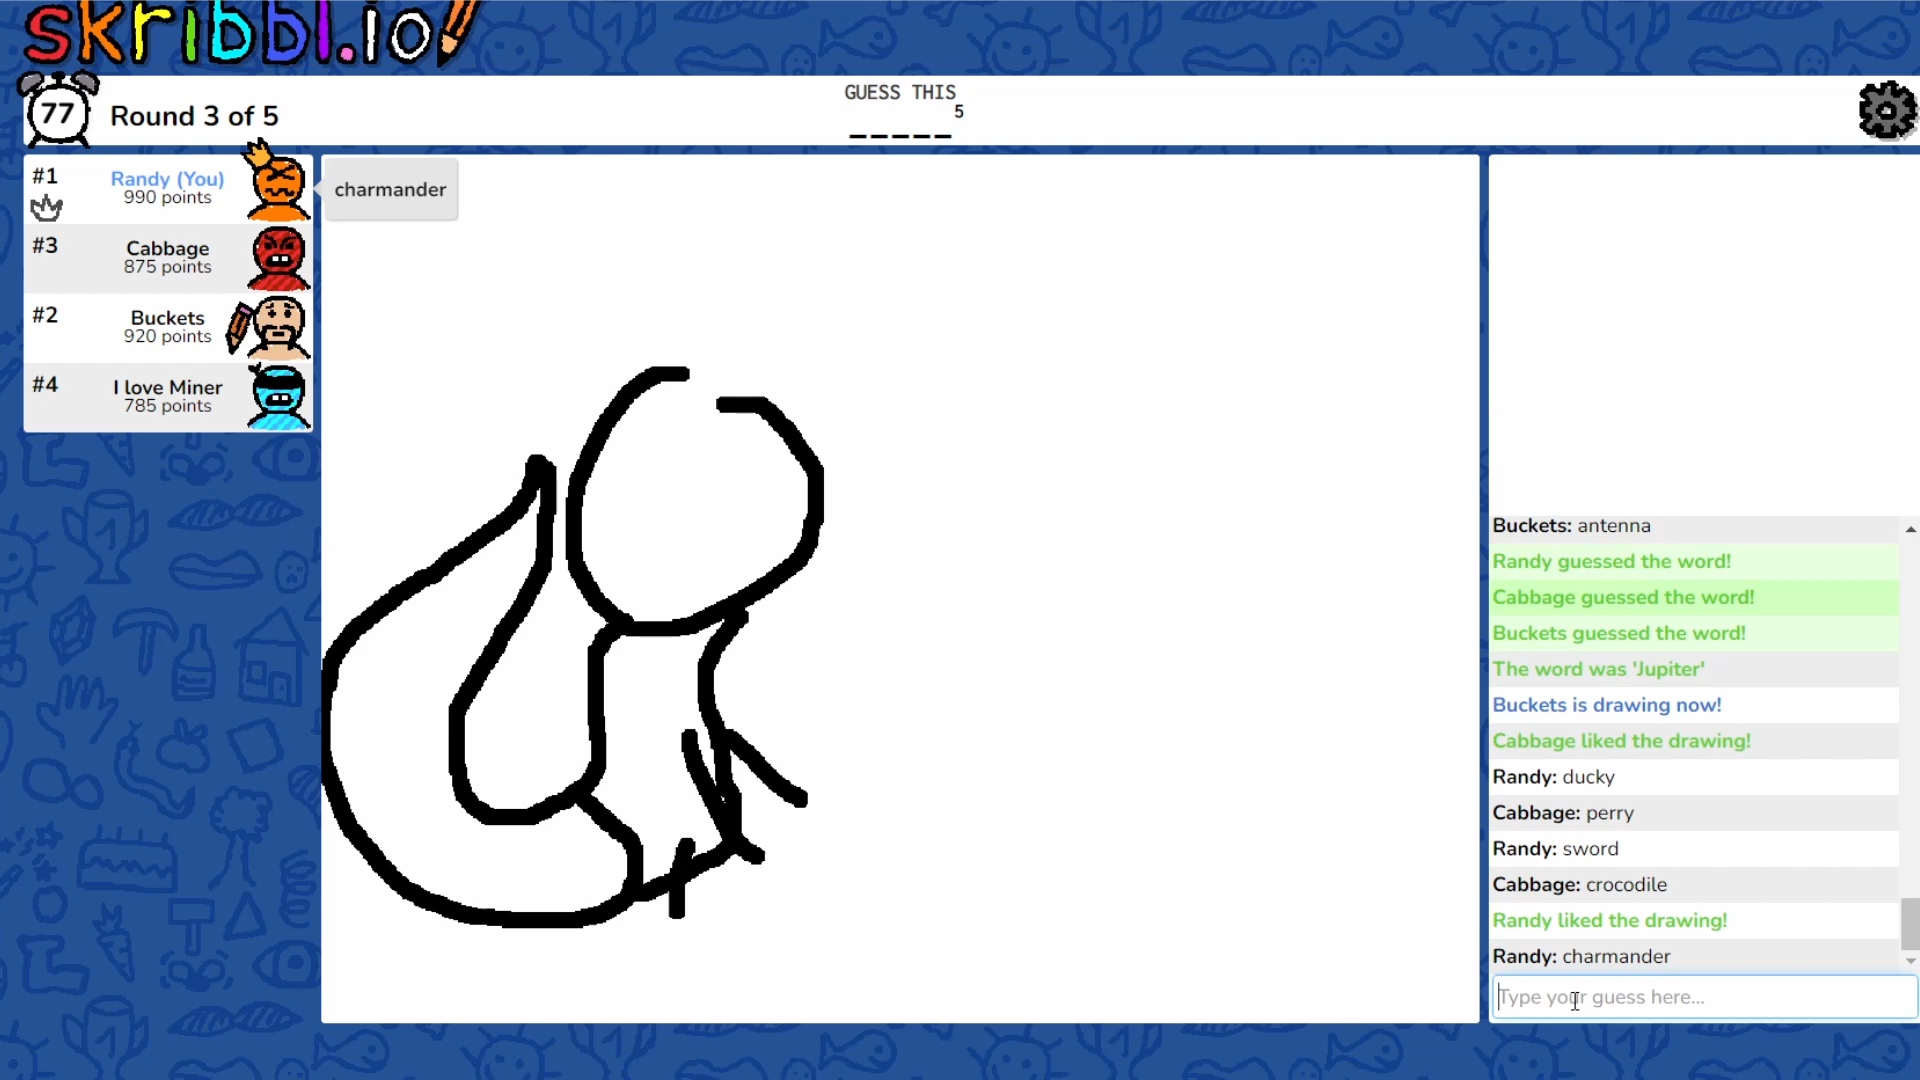 skribbl.io
77
Round 3 of 5
GUESS THIS
5
_____
#1
Randy (You)
990 points
charmander
#3
Cabbage
875 points
#2
Buckets
920 points
#4
I love Miner
785 points
Buckets: antenna
Randy guessed the word!
Cabbage guessed the word!
Buckets guessed the word!
The word was 'Jupiter'
Buckets is drawing now!
Cabbage liked the drawing!
Randy: ducky
Cabbage: perry
Randy: sword
Cabbage: crocodile
Randy liked the drawing!
Randy: charmander
Type your guess here...